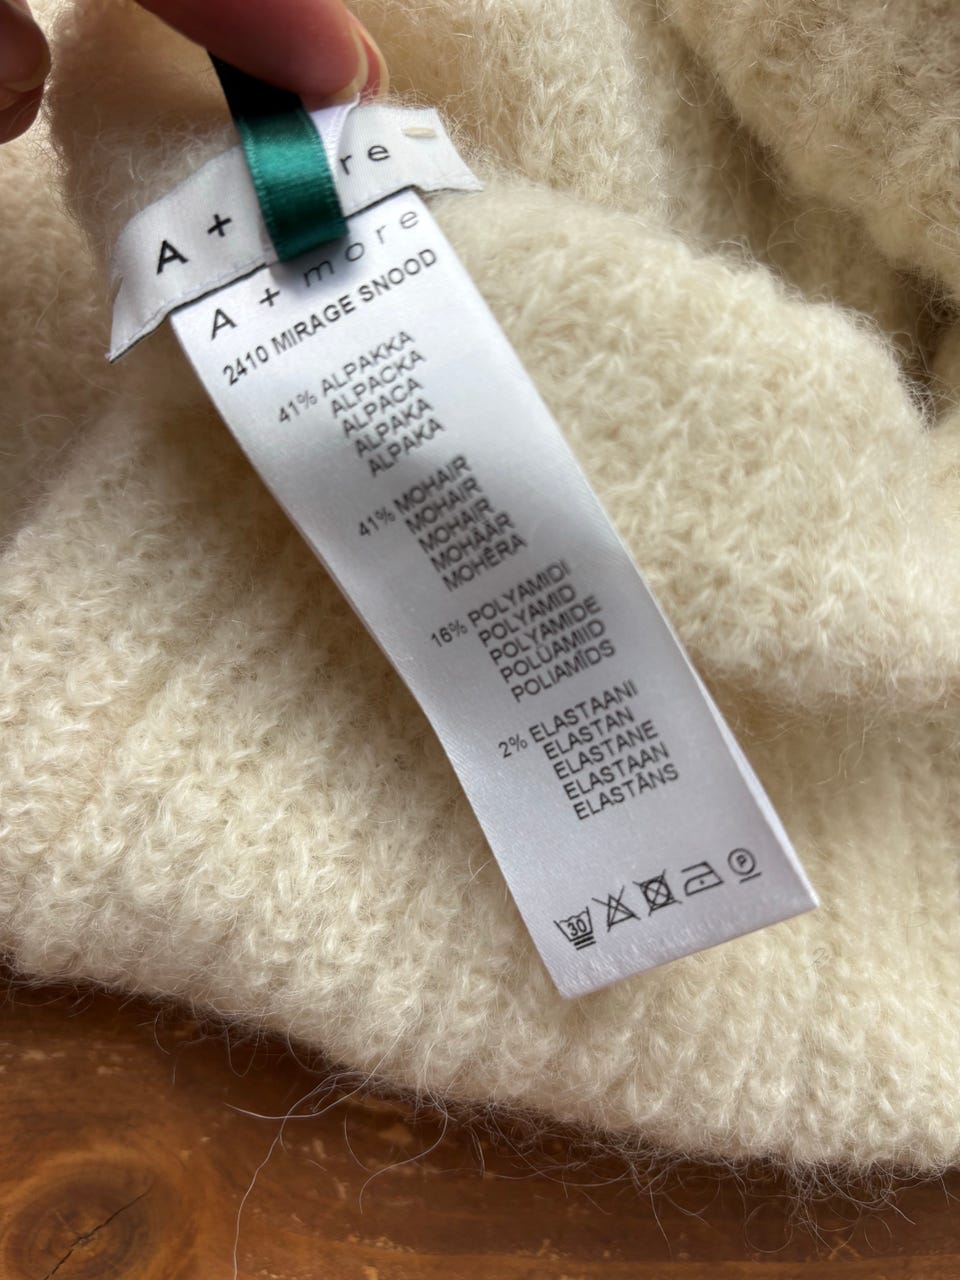 A + re
A + more
2410 MIRAGE SNOOD
41% ALPAKKA
ALPACKA
ALPACA
ALPAKA
ALPAKA
41% MOHAIR
MOHAIR
MOHAIR
MOHÄÄR
MOHĒRA
16% POLYAMIDI
POLYAMID
POLYAMIDE
POLÜAMIID
POLIAMĪDS
2% ELASTAANI
ELASTAN
ELASTANE
ELASTAAN
ELASTĀNS
30 P